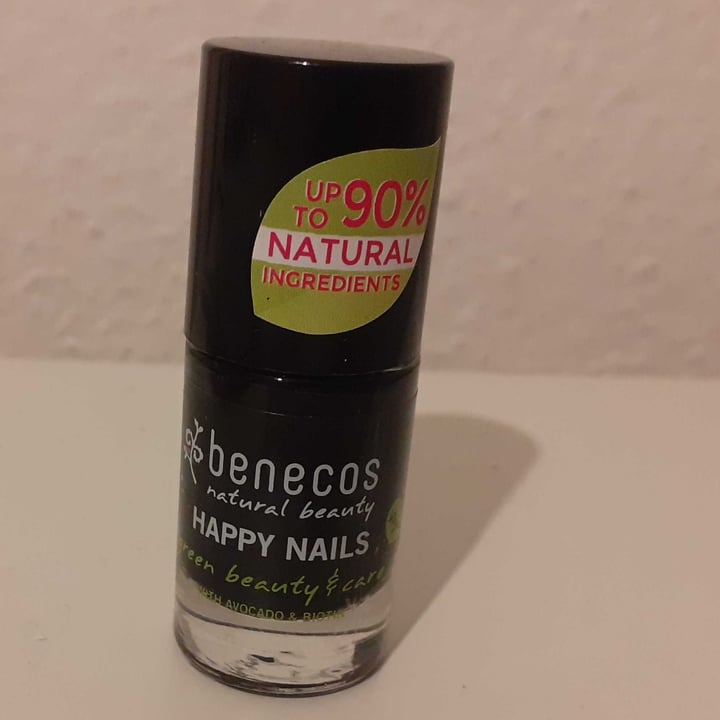 UP TO 90%
NATURAL
INGREDIENTS
benecos
natural beauty
HAPPY NAILS
green beauty & care
WITH AVOCADO & BIOTIN